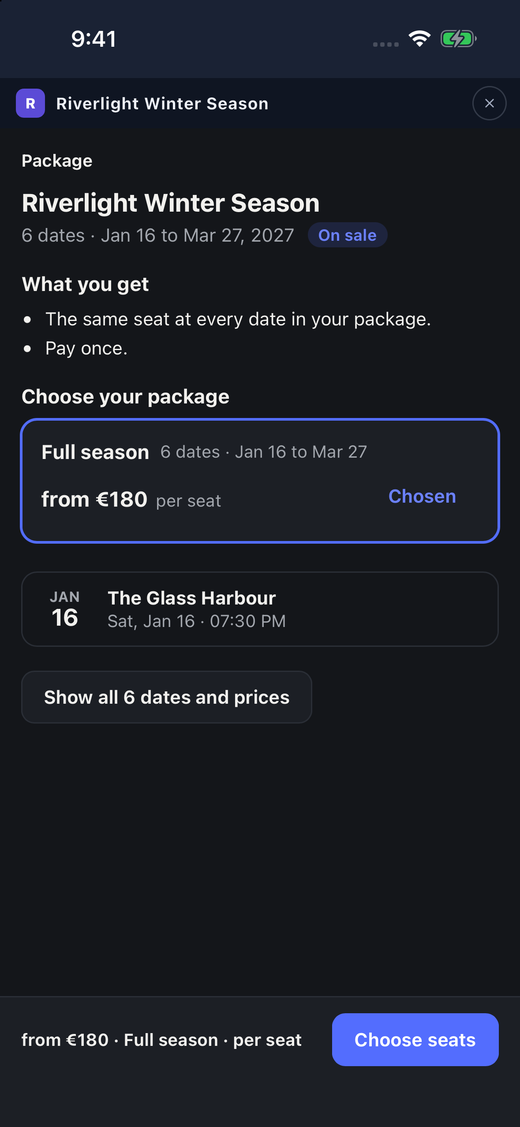 9:41
R Riverlight Winter Season
Package
Riverlight Winter Season
6 dates · Jan 16 to Mar 27, 2027 On sale
What you get
• The same seat at every date in your package.
• Pay once.
Choose your package
Full season 6 dates · Jan 16 to Mar 27
from €180 per seat Chosen
JAN
16
The Glass Harbour
Sat, Jan 16 · 07:30 PM
Show all 6 dates and prices
from €180 · Full season · per seat Choose seats